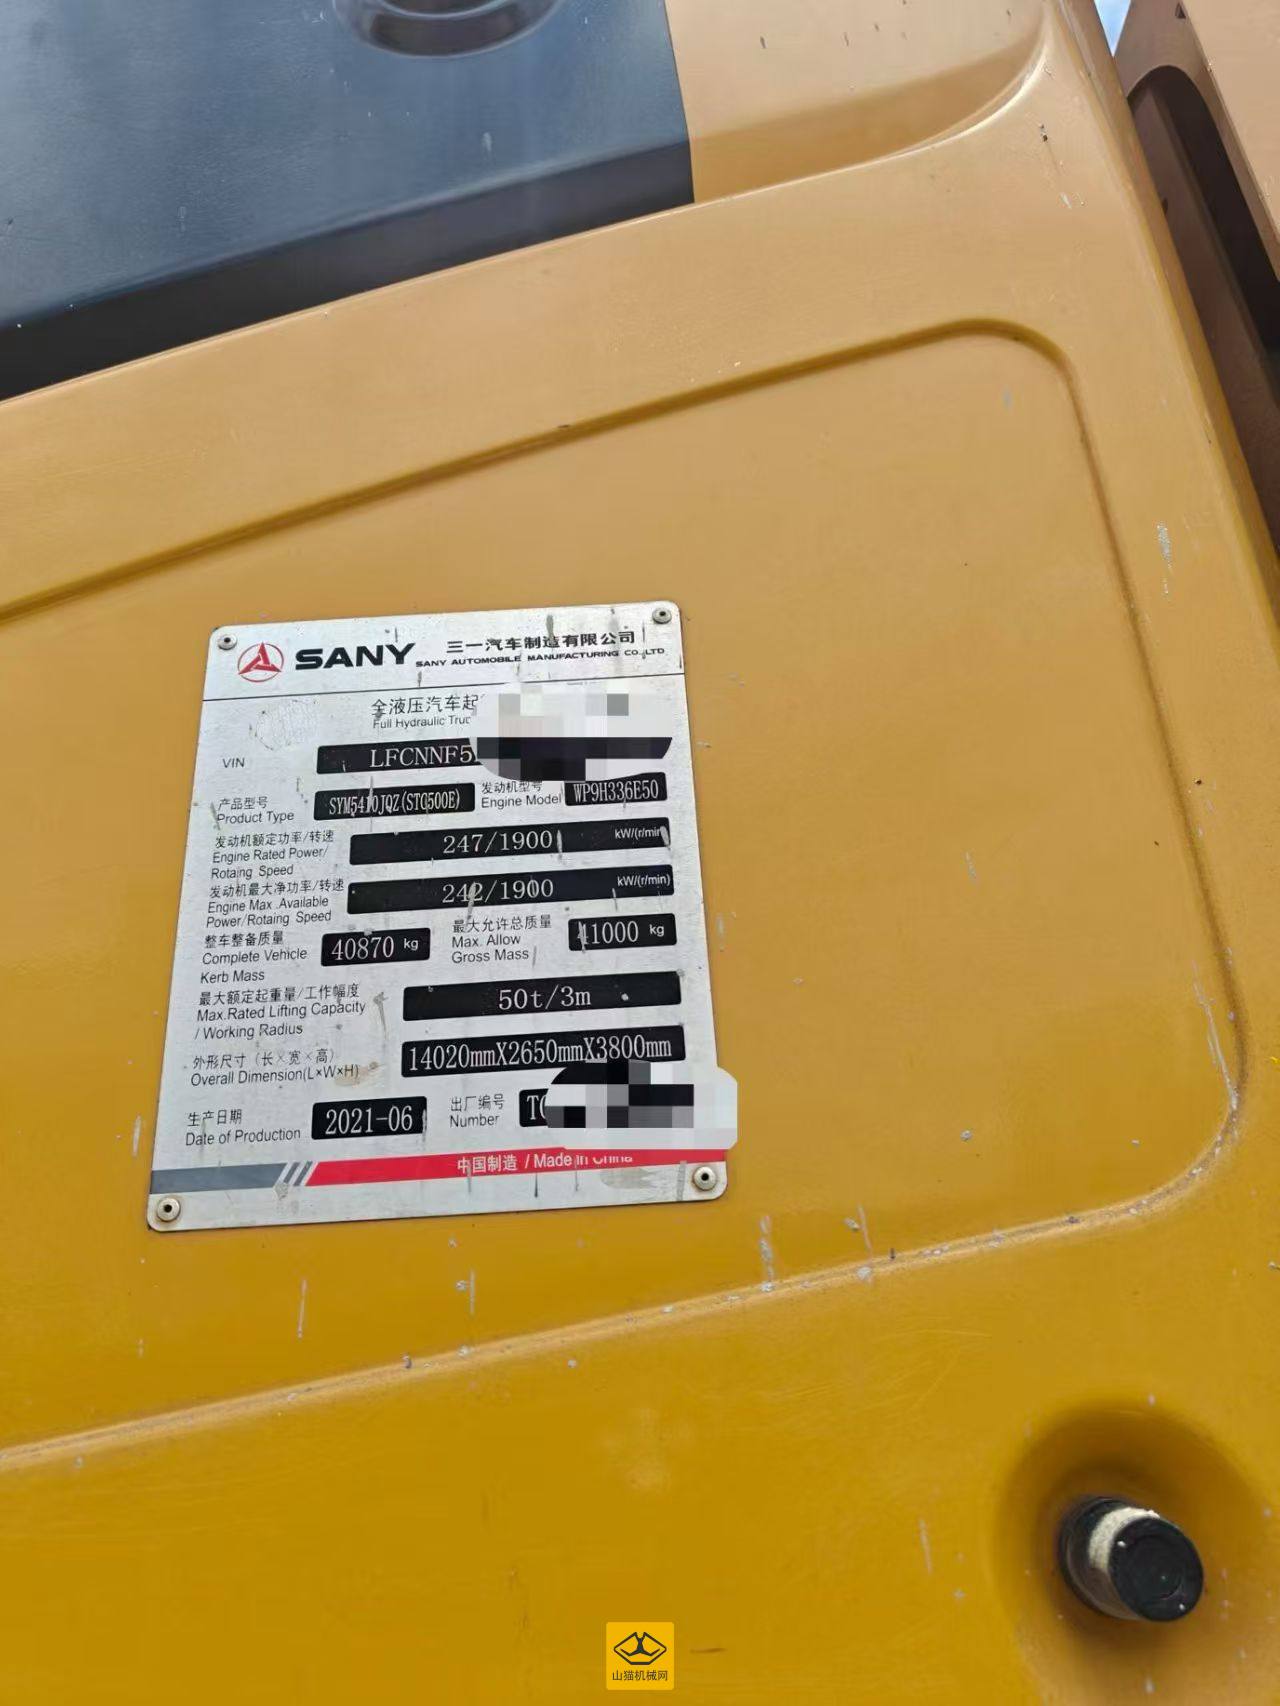 SANY 三一汽车制造有限公司
SANY AUTOMOBILE MANUFACTURING CO.,LTD
全液压汽车起
Full Hydraulic Truc
VIN LFCNNF5
产品型号 SYM5410JQZ(STC500E) 发动机型号 WP9H336E50
Product Type Engine Model
发动机额定功率/转速 247/1900 kW/(r/min)
Engine Rated Power/
Rotaing Speed
发动机最大净功率/转速 242/1900 kW/(r/min)
Engine Max .Available
Power/Rotaing Speed
整车整备质量 40870 kg 最大允许总质量 41000 kg
Complete Vehicle Max. Allow
Kerb Mass Gross Mass
最大额定起重量/工作幅度 50t/3m
Max.Rated Lifting Capacity
/ Working Radius
外形尺寸（长×宽×高） 14020mmX2650mmX3800mm
Overall Dimension(L×W×H)
生产日期 2021-06 出厂编号
Date of Production Number
中国制造 / Made in China
山猫机械网